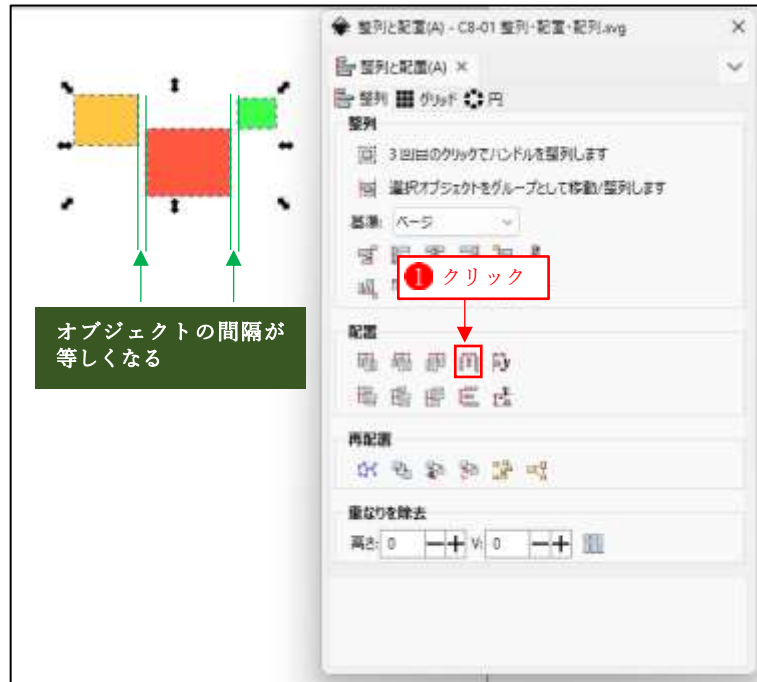 整列と配置(A) - C8-01 整列・配置・配列.svg
整列と配置(A)
整列 グリッド 円
整列
3 回目のクリックでハンドルを整列します
選択オブジェクトをグループとして移動/整列します
基準: ページ
1 クリック
オブジェクトの間隔が
等しくなる
配置
再配置
重なりを除去
高さ: 0 V: 0